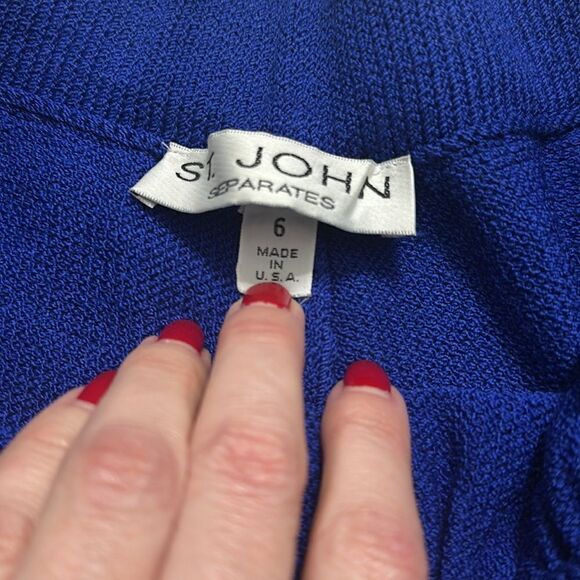 ST. JOHN
SEPARATES
6
MADE
IN
U.S.A.